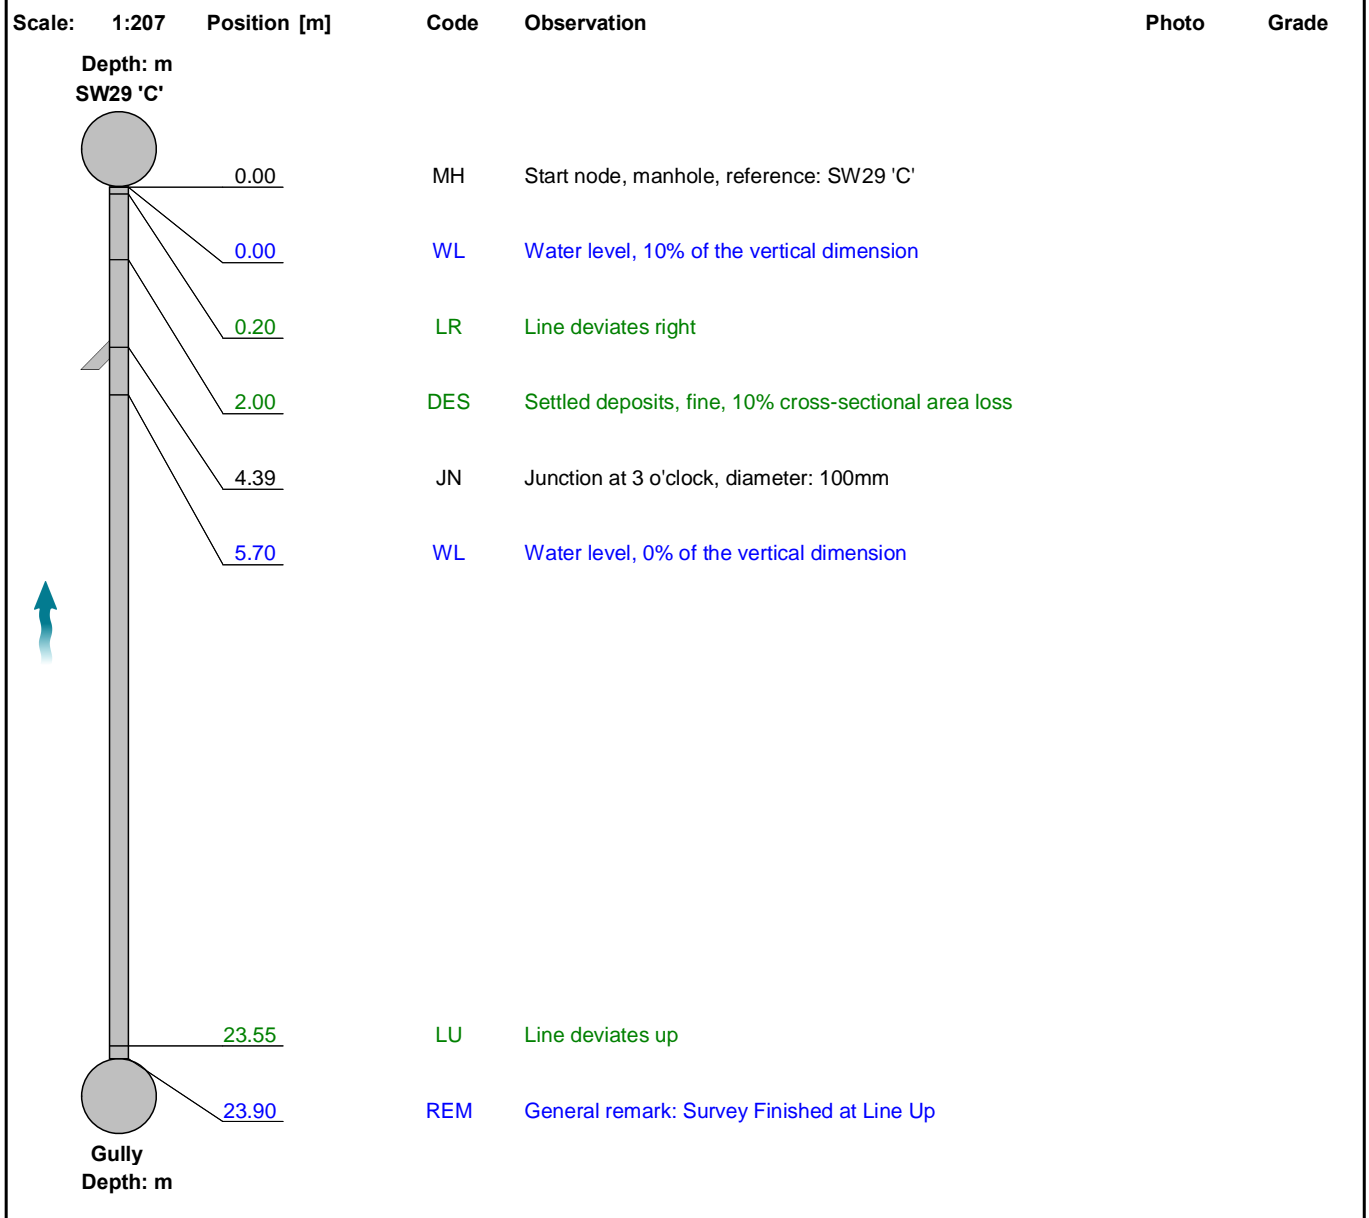 Scale: 1:207 Position [m] Code Observation Photo Grade
Depth: m
SW29 'C'
0.00 MH Start node, manhole, reference: SW29 'C'
0.00 WL Water level, 10% of the vertical dimension
0.20 LR Line deviates right
2.00 DES Settled deposits, fine, 10% cross-sectional area loss
4.39 JN Junction at 3 o'clock, diameter: 100mm
5.70 WL Water level, 0% of the vertical dimension
23.55 LU Line deviates up
23.90 REM General remark: Survey Finished at Line Up
Gully
Depth: m